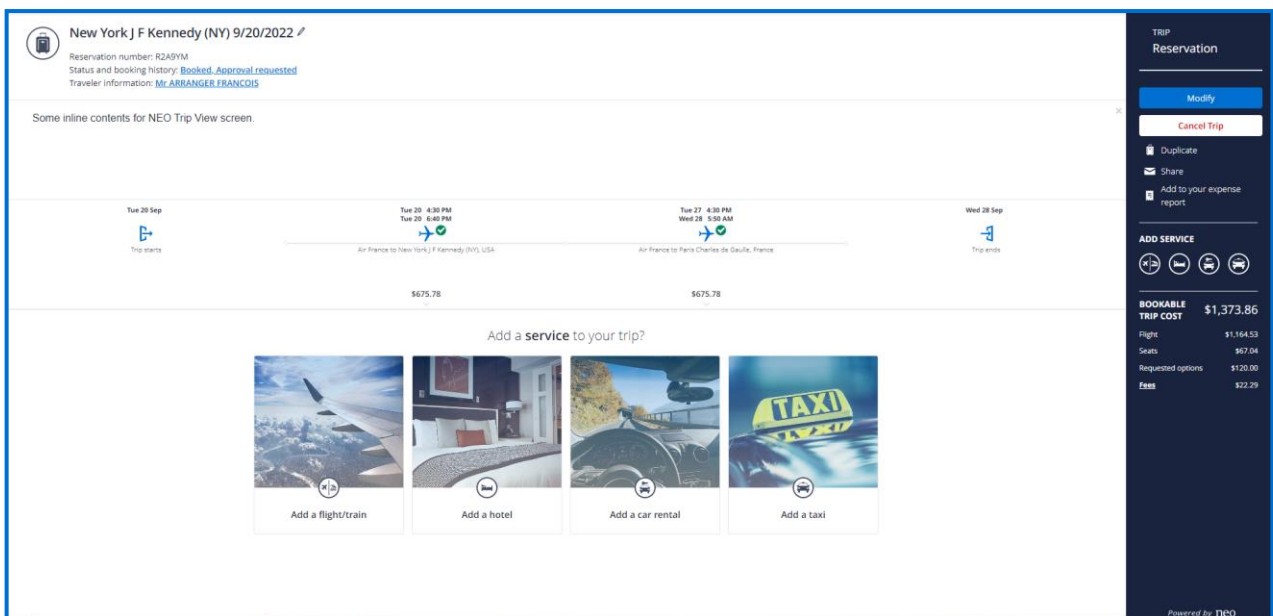 New York J F Kennedy (NY) 9/20/2022
Reservation number: R2A9YM
Status and booking history: Booked, Approval requested
Traveler information: Mr ARRANGER FRANCOIS
Some inline contents for NEO Trip View screen.
Tue 20 Sep
Trip starts
Tue 20 4:30 PM
Tue 20 6:40 PM
Air France to New York J F Kennedy (NY), USA
$675.78
Tue 27 4:30 PM
Wed 28 5:50 AM
Air France to Paris Charles de Gaulle, France
$675.78
Wed 28 Sep
Trip ends
Add a service to your trip?
TAXI
Add a flight/train
Add a hotel
Add a car rental
Add a taxi
TRIP
Reservation
Modify
Cancel Trip
Duplicate
Share
Add to your expense
report
ADD SERVICE
BOOKABLE
TRIP COST $1,373.86
Flight $1,164.53
Seats $67.04
Requested options $120.00
Fees $22.29
Powered by neo